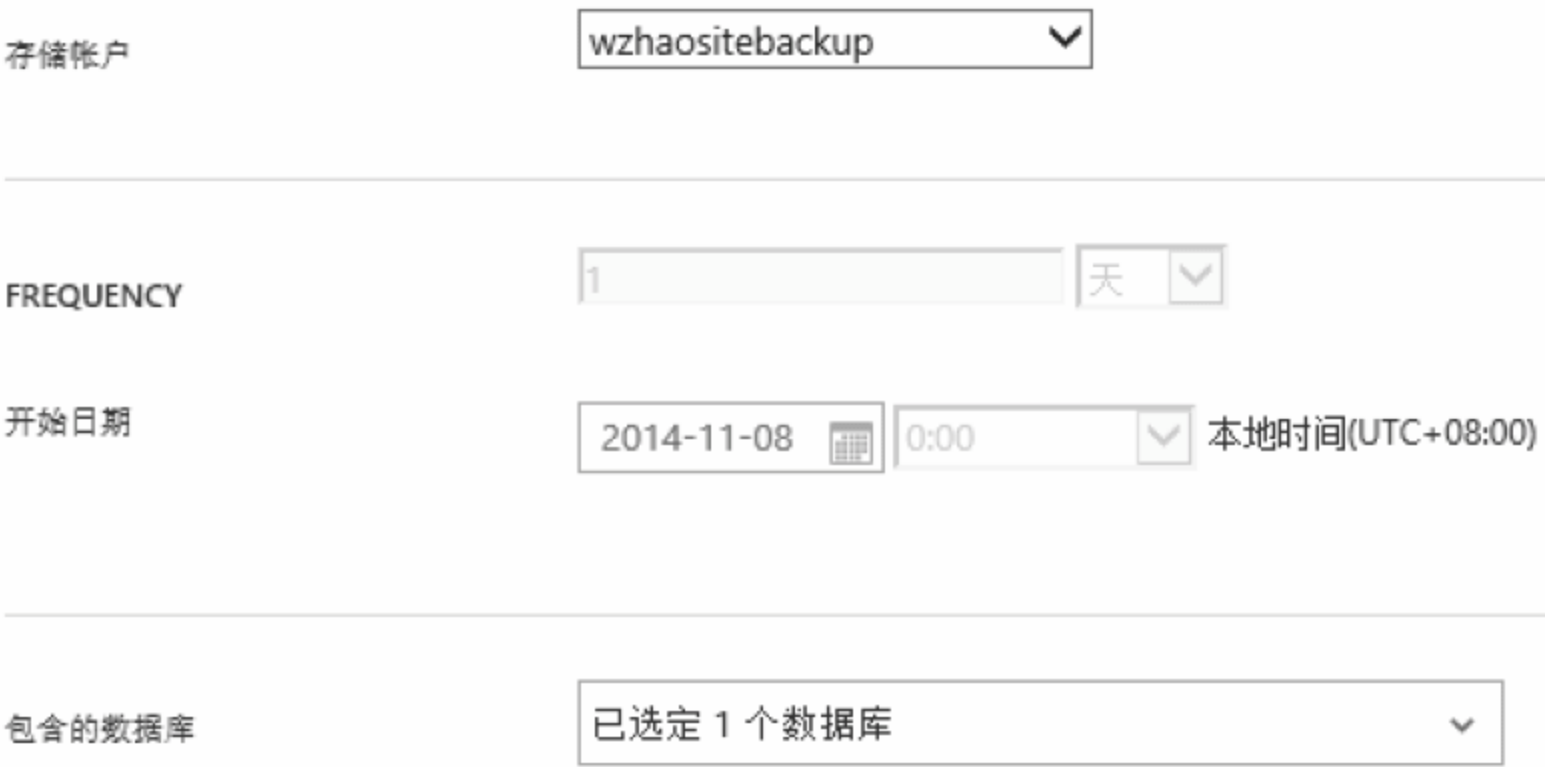 存储帐户
wzhaositebackup
FREQUENCY
1 天
开始日期
2014-11-08 0:00 本地时间(UTC+08:00)
包含的数据库
已选定 1 个数据库